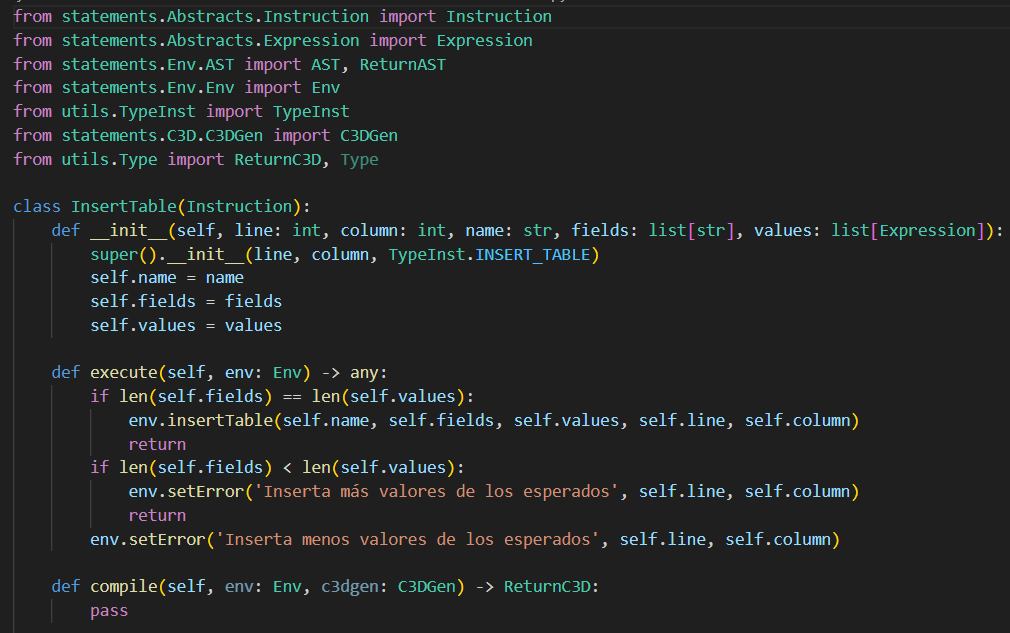 from statements.Abstracts.Instruction import Instruction
from statements.Abstracts.Expression import Expression
from statements.Env.AST import AST, ReturnAST
from statements.Env.Env import Env
from utils.TypeInst import TypeInst
from statements.C3D.C3DGen import C3DGen
from utils.Type import ReturnC3D, Type

class InsertTable(Instruction):
    def __init__(self, line: int, column: int, name: str, fields: list[str], values: list[Expression]):
        super().__init__(line, column, TypeInst.INSERT_TABLE)
        self.name = name
        self.fields = fields
        self.values = values

    def execute(self, env: Env) -> any:
        if len(self.fields) == len(self.values):
            env.insertTable(self.name, self.fields, self.values, self.line, self.column)
            return
        if len(self.fields) < len(self.values):
            env.setError('Inserta más valores de los esperados', self.line, self.column)
            return
        env.setError('Inserta menos valores de los esperados', self.line, self.column)

    def compile(self, env: Env, c3dgen: C3DGen) -> ReturnC3D:
        pass